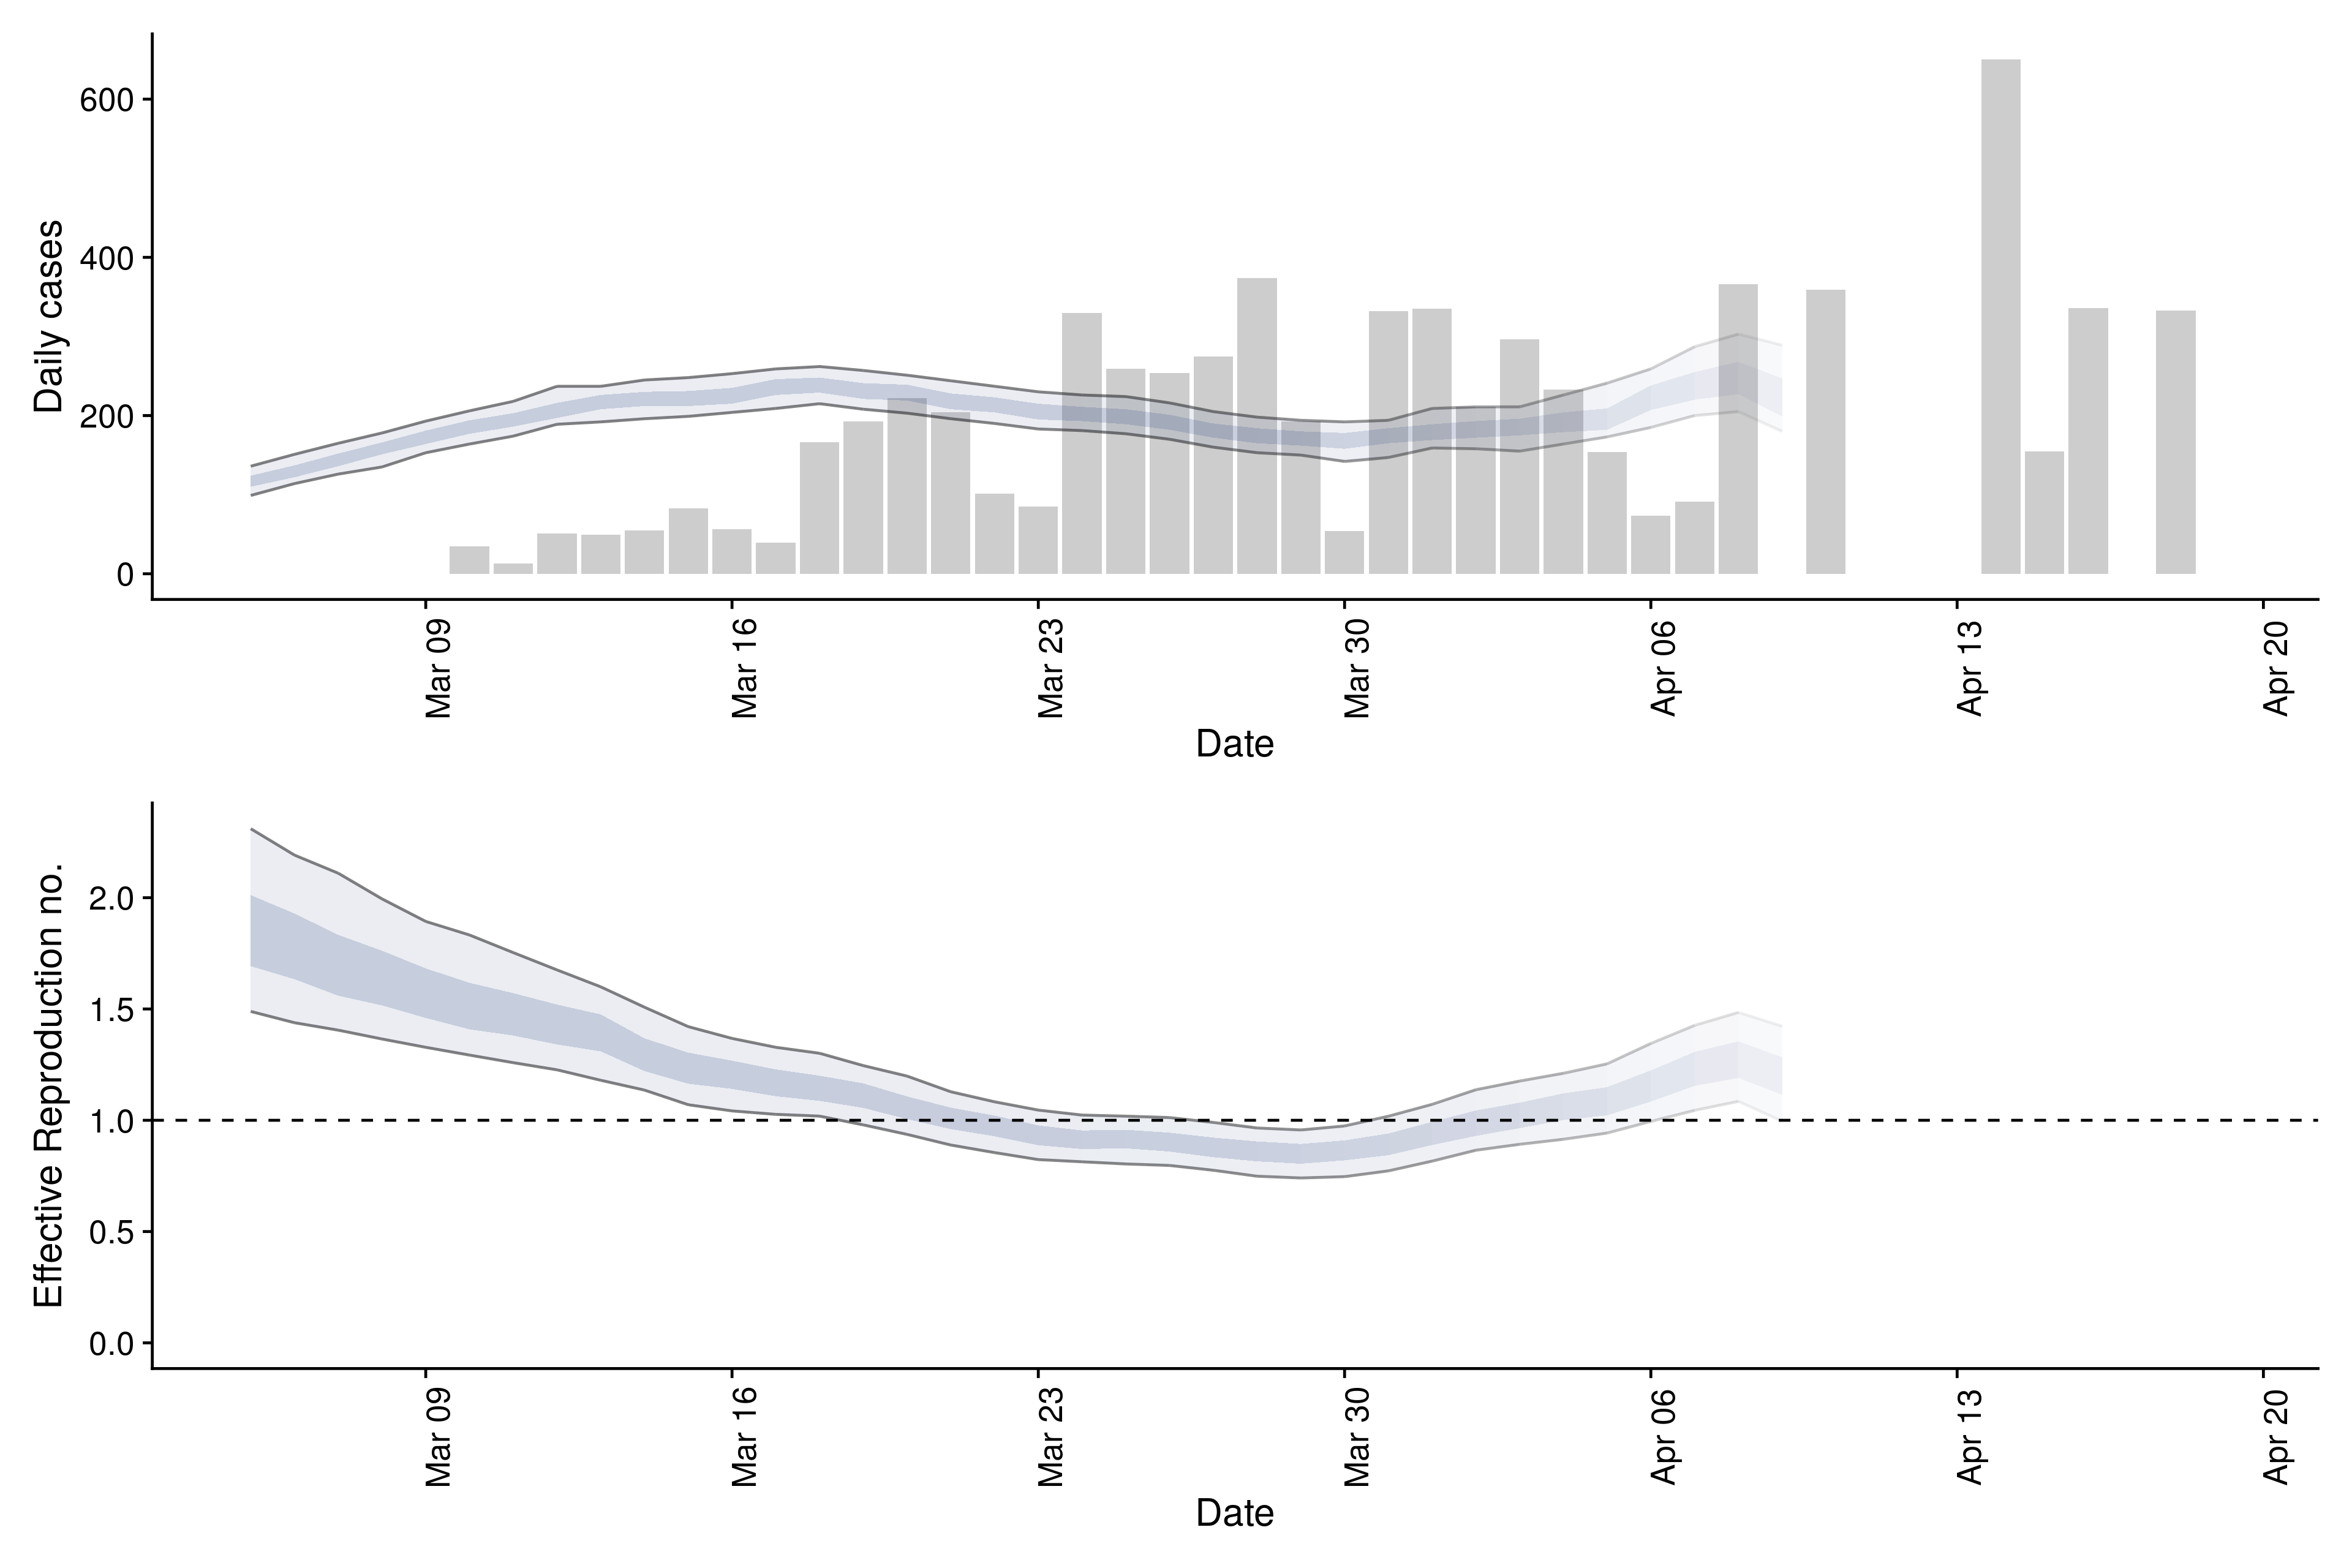 Daily cases
600
400
200
0
Mar 09
Mar 16
Mar 23
Mar 30
Apr 06
Apr 13
Apr 20
Date
Effective Reproduction no.
2.0
1.5
1.0
0.5
0.0
Mar 09
Mar 16
Mar 23
Mar 30
Apr 06
Apr 13
Apr 20
Date